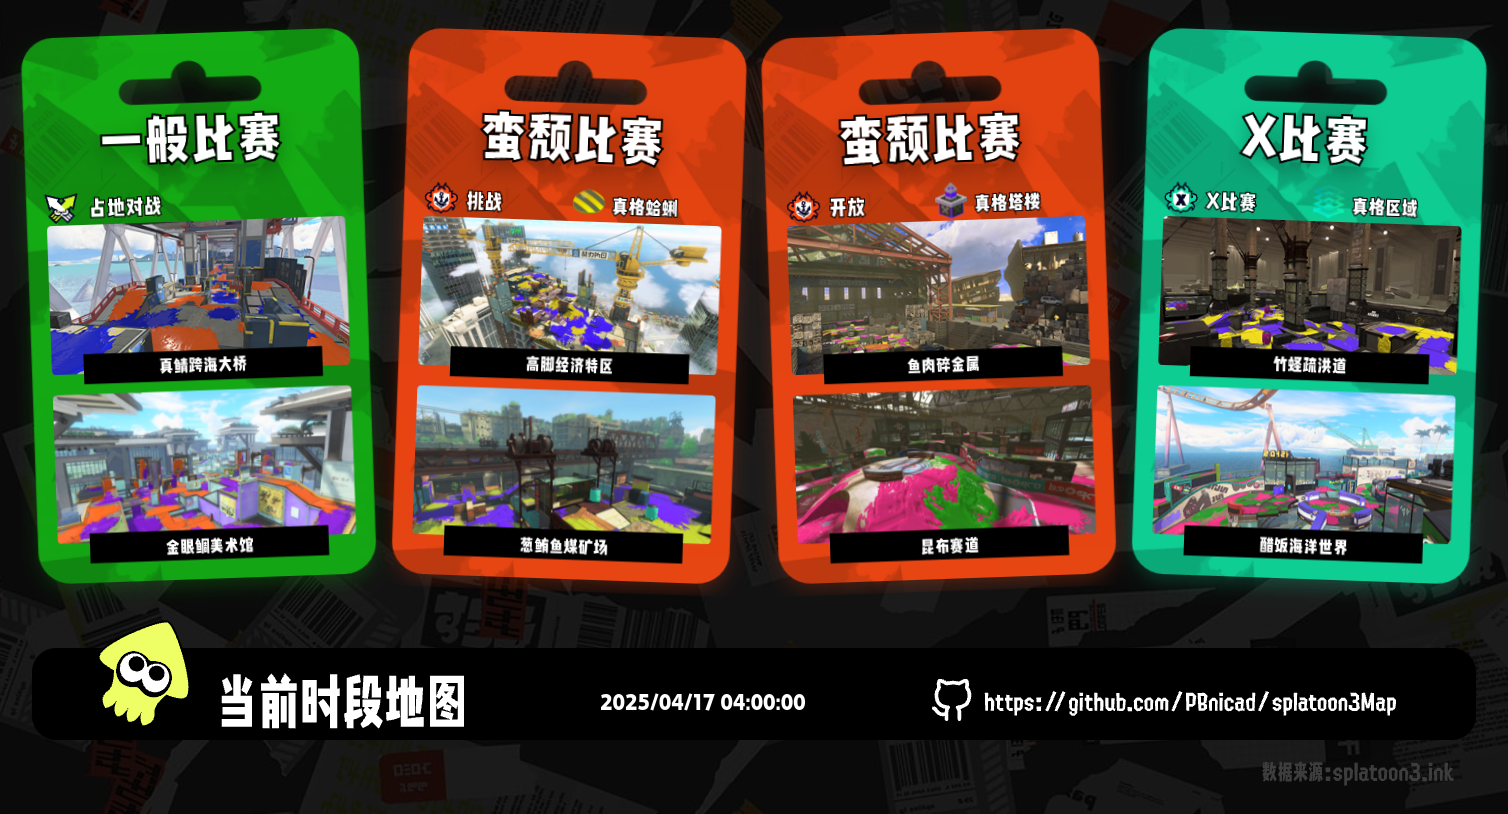 一般比赛
占地对战
真鲭跨海大桥
金眼鲷美术馆
蛮颓比赛
挑战
真格蛤蜊
高脚经济特区
葱鲔鱼煤矿场
蛮颓比赛
开放
真格塔楼
鱼肉碎金属
昆布赛道
X比赛
X比赛
真格区域
竹蛏疏洪道
醋饭海洋世界
当前时段地图
2025/04/17 04:00:00
https://github.com/PBnicad/splatoon3Map
数据来源:splatoon3.ink